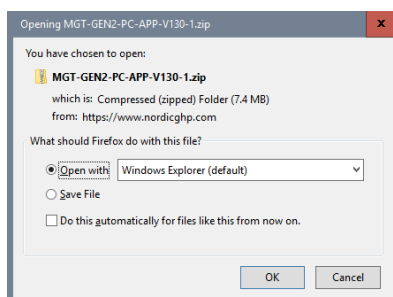 Opening MGT-GEN2-PC-APP-V130-1.zip
x
You have chosen to open:
MGT-GEN2-PC-APP-V130-1.zip
which is: Compressed (zipped) Folder (7.4 MB)
from: https://www.nordicghp.com
What should Firefox do with this file?
Open with Windows Explorer (default)
Save File
Do this automatically for files like this from now on.
OK Cancel